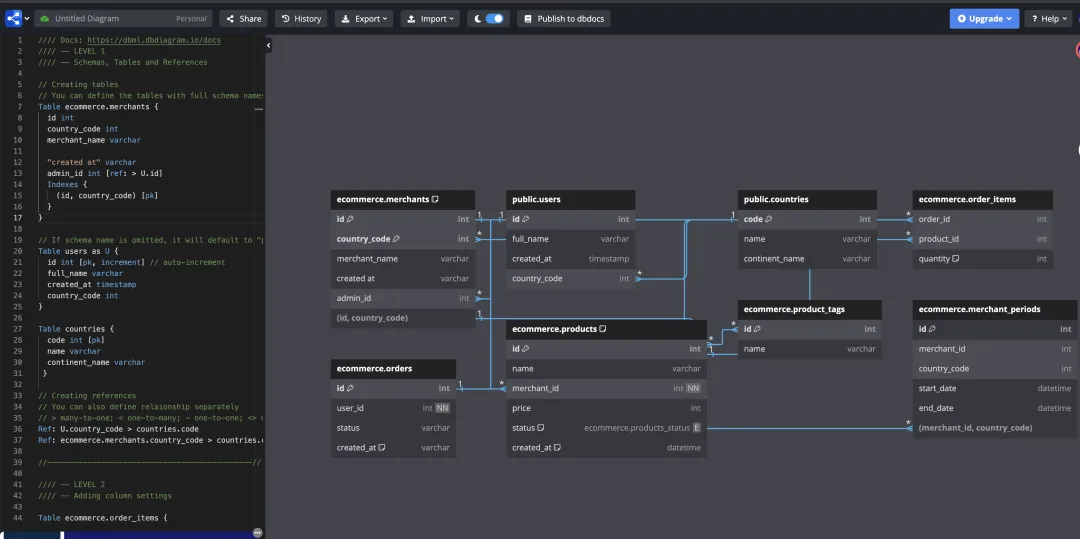 Untitled Diagram Personal Share History Export Import Publish to dbdocs Upgrade ? Help
1 //// Docs: https://dbml.dbdiagram.io/docs
2 //// -- LEVEL 1
3 //// -- Schemas, Tables and References
4
5 // Creating tables
6 // You can define the tables with full schema names
7 Table ecommerce.merchants {
8 id int
9 country_code int
10 merchant_name varchar
11
12 "created at" varchar
13 admin_id int [ref: > U.id]
14 Indexes {
15 (id, country_code) [pk]
16 }
17 }
18
19 // If schema name is omitted, it will default to "p
20 Table users as U {
21 id int [pk, increment] // auto-increment
22 full_name varchar
23 created_at timestamp
24 country_code int
25 }
26
27 Table countries {
28 code int [pk]
29 name varchar
30 continent_name varchar
31 }
32
33 // Creating references
34 // You can also define relaionship separately
35 // > many-to-one; < one-to-many; - one-to-one; <>
36 Ref: U.country_code > countries.code
37 Ref: ecommerce.merchants.country_code > countries.c
38
39 //----------------------------------------------//
40
41 //// -- LEVEL 2
42 //// -- Adding column settings
43
44 Table ecommerce.order_items {
ecommerce.merchants
id int
country_code int
merchant_name varchar
created at varchar
admin_id int
(id, country_code)
1
*
*
1
public.users
id int
full_name varchar
created_at timestamp
country_code int
1
*
public.countries
code int
name varchar
continent_name varchar
1
ecommerce.order_items
order_id int
product_id int
quantity int
*
*
ecommerce.products
id int
name varchar
merchant_id int NN
price int
status ecommerce.products_status E
created_at datetime
*
1
*
ecommerce.product_tags
id int
name varchar
*
ecommerce.merchant_periods
id int
merchant_id int
country_code int
start_date datetime
end_date datetime
(merchant_id, country_code)
*
ecommerce.orders
id int
user_id int NN
status varchar
created_at varchar
1